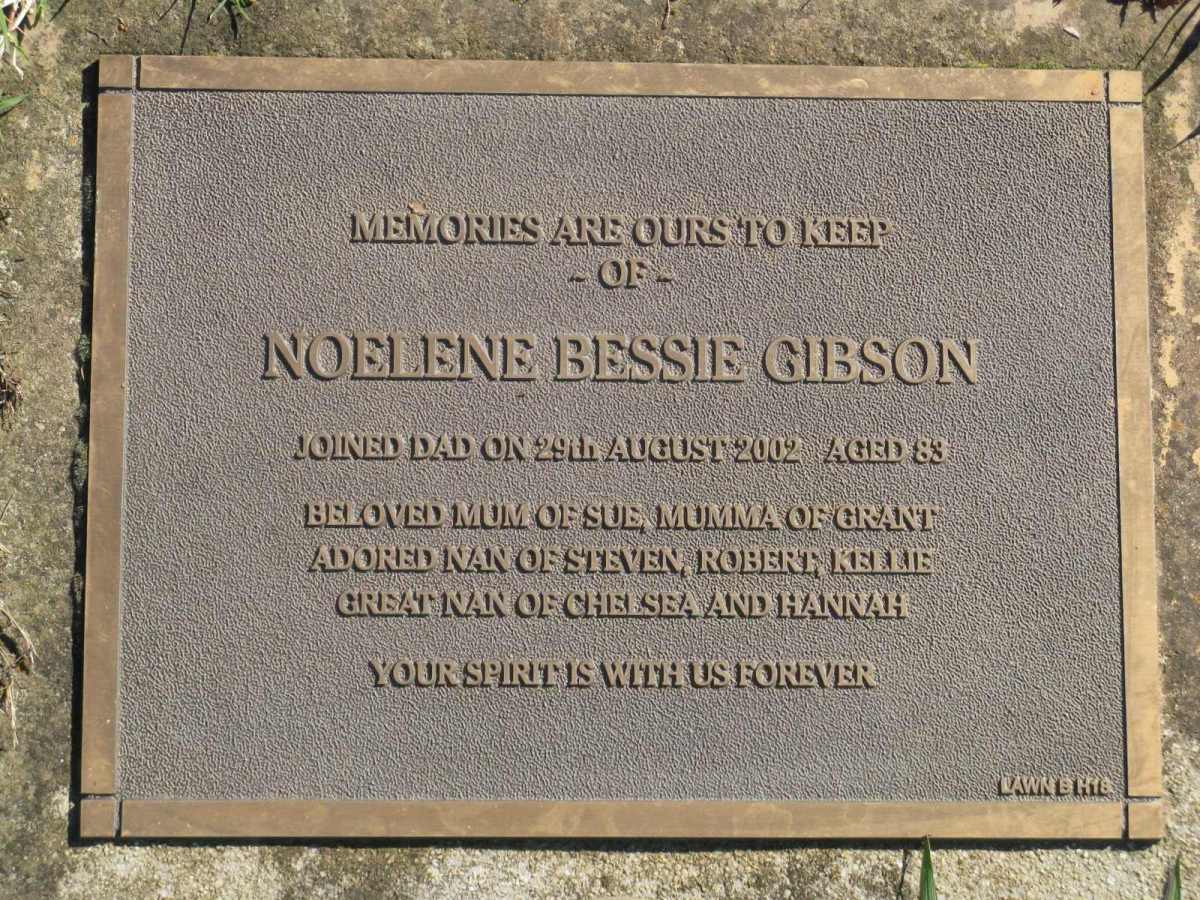 MEMORIES ARE OURS TO KEEP
~ OF ~
NOELENE BESSIE GIBSON
JOINED DAD ON 29th AUGUST 2002 AGED 83
BELOVED MUM OF SUE, MUMMA OF GRANT
ADORED NAN OF STEVEN, ROBERT, KELLIE
GREAT NAN OF CHELSEA AND HANNAH
YOUR SPIRIT IS WITH US FOREVER
LAWN B H18